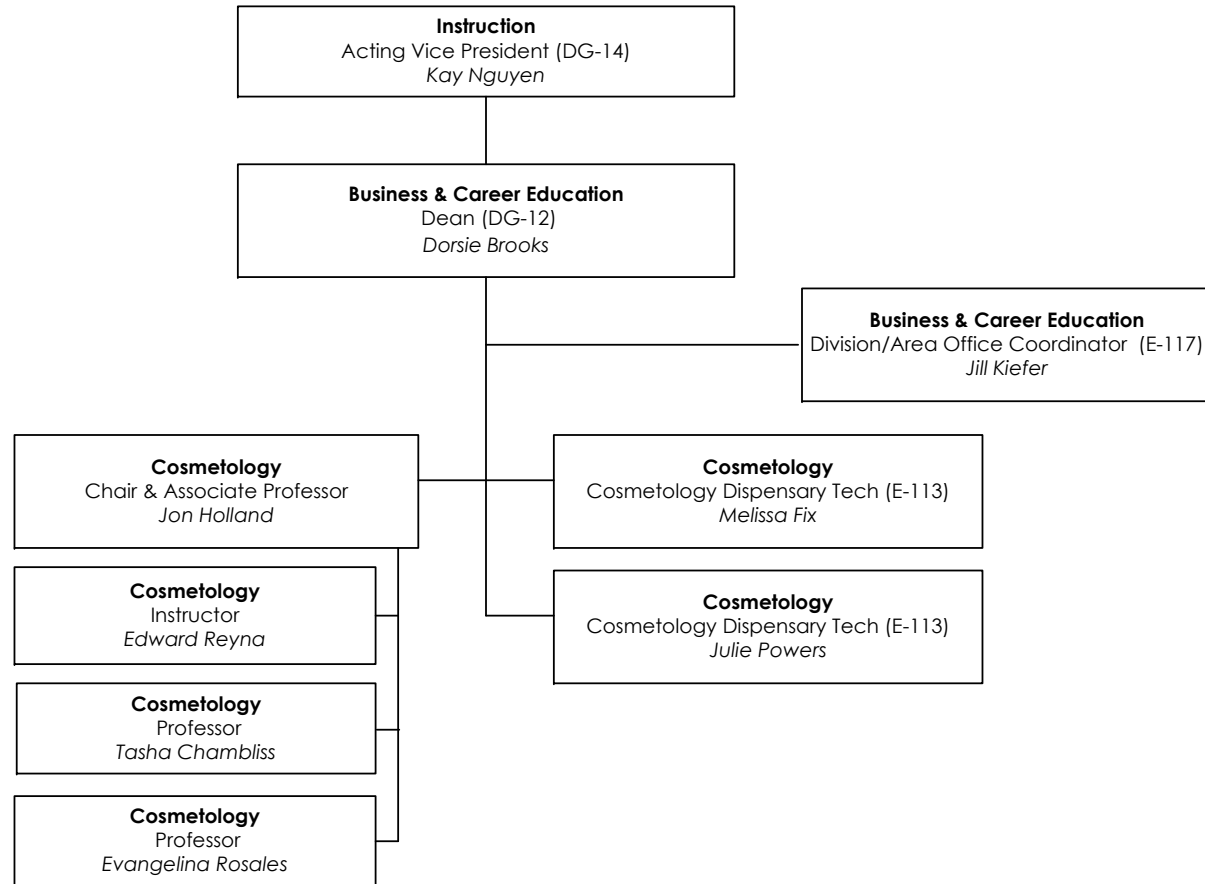 Instruction
Acting Vice President (DG-14)
Kay Nguyen
Business & Career Education
Dean (DG-12)
Dorsie Brooks
Business & Career Education
Division/Area Office Coordinator  (E-117)
Jill Kiefer
Cosmetology
Chair & Associate Professor
Jon Holland
Cosmetology
Cosmetology Dispensary Tech (E-113)
Melissa Fix
Cosmetology
Instructor
Edward Reyna
Cosmetology
Cosmetology Dispensary Tech (E-113)
Julie Powers
Cosmetology
Professor
Tasha Chambliss
Cosmetology
Professor
Evangelina Rosales